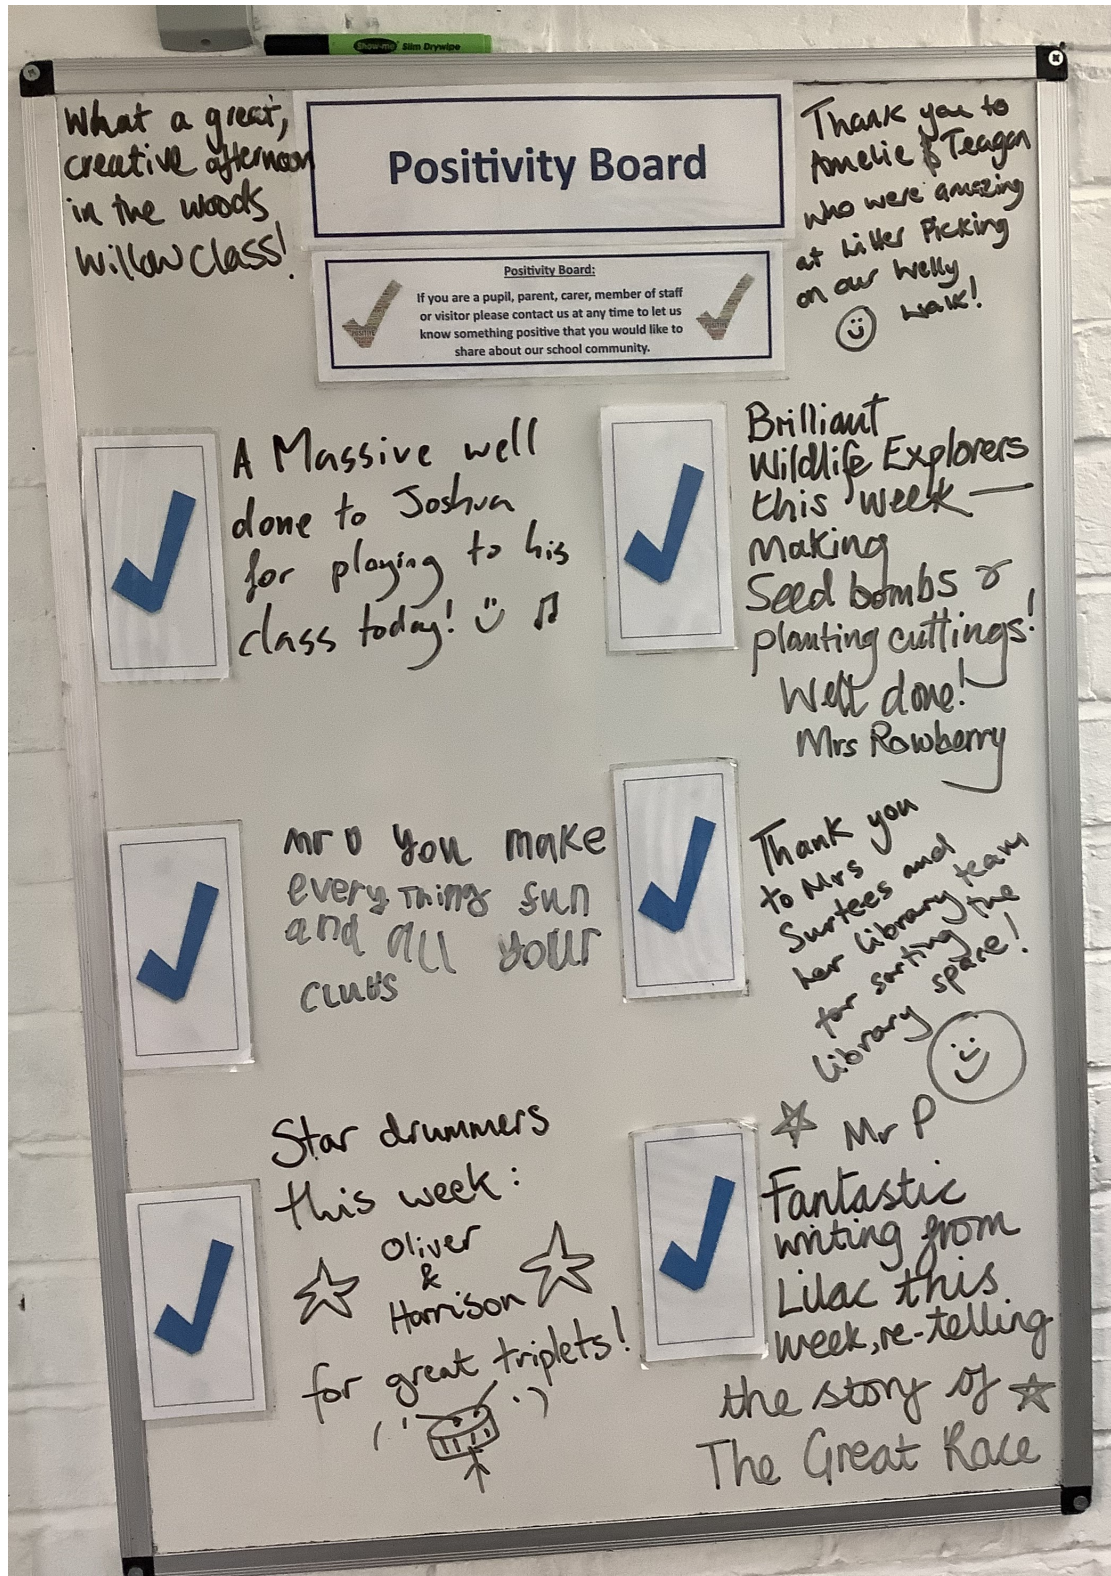 Show-me Slim Drywipe
What a great,
creative afternoon
in the woods
Willow Class!
Positivity Board
Positivity Board:
If you are a pupil, parent, carer, member of staff
or visitor please contact us at any time to let us
know something positive that you would like to
share about our school community.
Thank you to
Amelie & Teagan
who were amazing
at Litter Picking
on our Welly
walk!
A Massive well
done to Joshua
for playing to his
class today!
Brilliant
Wildlife Explorers
this week —
making
Seed bombs &
planting cuttings!
Well done!
Mrs Rowberry
Mr D you make
every thing fun
and all your
clubs
Thank you
to Mrs
Surtees and
her library team
for sorting the
library space!
Star drummers
this week:
Oliver
&
Harrison
for great triplets!
Mr P
Fantastic
writing from
Lilac this
week, re-telling
the story of
The Great Race